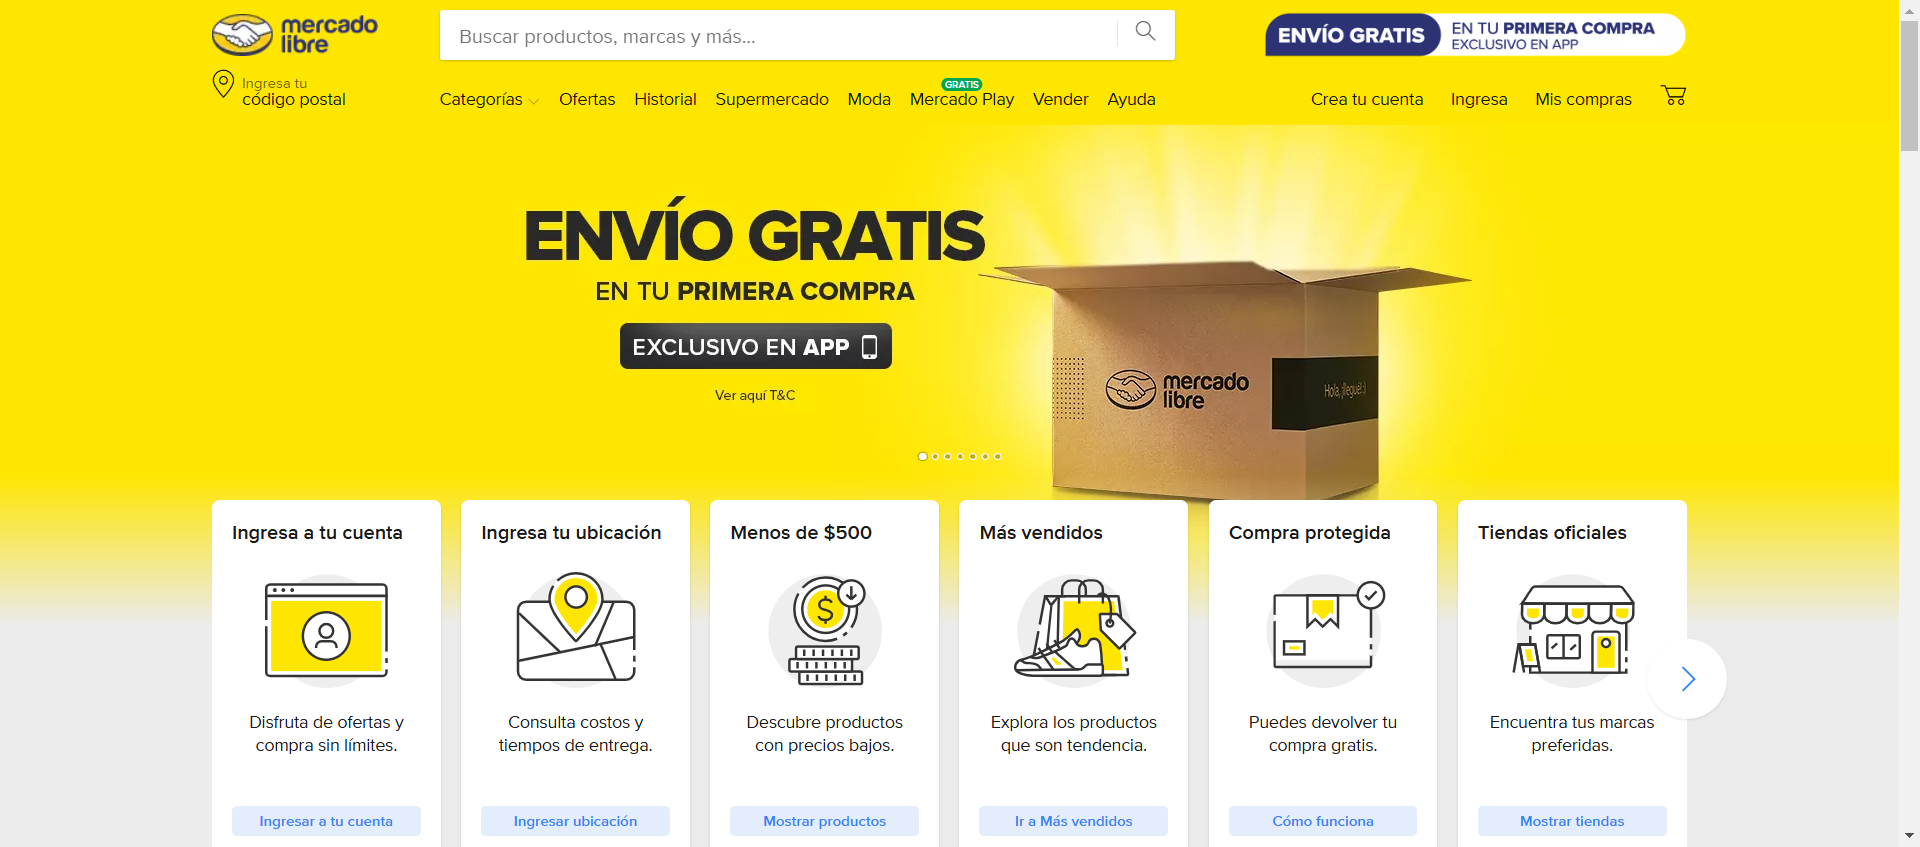 mercado
libre
Buscar productos, marcas y más...
ENVÍO GRATIS
EN TU PRIMERA COMPRA
EXCLUSIVO EN APP
Ingresa tu
código postal
Categorías
Ofertas
Historial
Supermercado
Moda
GRATIS
Mercado Play
Vender
Ayuda
Crea tu cuenta
Ingresa
Mis compras
ENVÍO GRATIS
EN TU PRIMERA COMPRA
EXCLUSIVO EN APP
Ver aquí T&C
mercado
libre
Hola, ¡llegué! :)
Ingresa a tu cuenta
Disfruta de ofertas y
compra sin límites.
Ingresar a tu cuenta
Ingresa tu ubicación
Consulta costos y
tiempos de entrega.
Ingresar ubicación
Menos de $500
$
Descubre productos
con precios bajos.
Mostrar productos
Más vendidos
Explora los productos
que son tendencia.
Ir a Más vendidos
Compra protegida
Puedes devolver tu
compra gratis.
Cómo funciona
Tiendas oficiales
Encuentra tus marcas
preferidas.
Mostrar tiendas